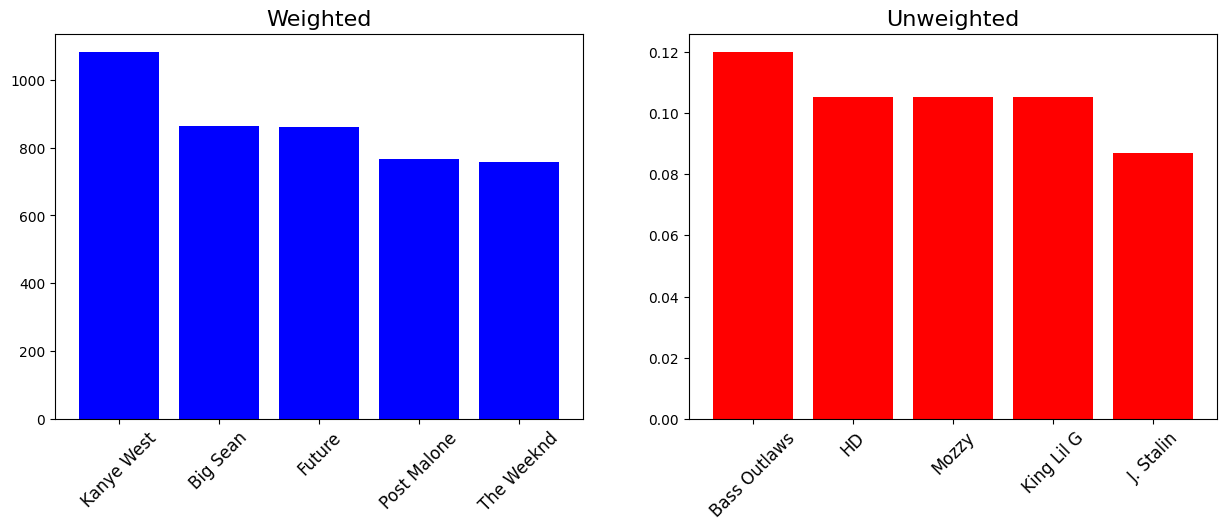 Weighted
1000
800
600
400
200
0
Kanye West
Big Sean
Future
Post Malone
The Weeknd
Unweighted
0.12
0.10
0.08
0.06
0.04
0.02
0.00
Bass Outlaws
HD
Mozzy
King Lil G
J. Stalin